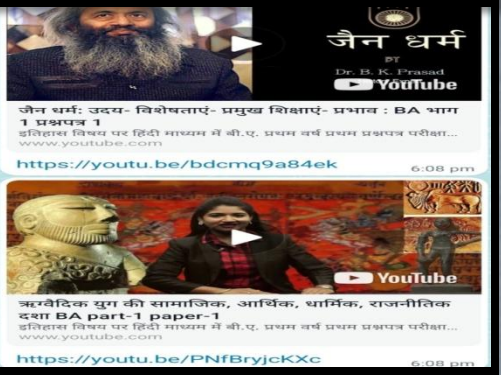 जैन धर्म
BY
Dr. B. K. Prasad
YouTube
जैन धर्म: उदय- विशेषताएं- प्रमुख शिक्षाएं- प्रभाव : BA भाग
1 प्रश्नपत्र 1
इतिहास विषय पर हिंदी माध्यम में बी.ए. प्रथम वर्ष प्रथम प्रश्नपत्र परीक्षा...
www.youtube.com
https://youtu.be/bdcmq9a84ek
6:08 pm
YouTube
ऋग्वैदिक युग की सामाजिक, आर्थिक, धार्मिक, राजनीतिक
दशा BA part-1 paper-1
इतिहास विषय पर हिंदी माध्यम में बी.ए. प्रथम वर्ष प्रथम प्रश्नपत्र परीक्षा...
www.youtube.com
https://youtu.be/PNfBryjcKXc
6:08 pm